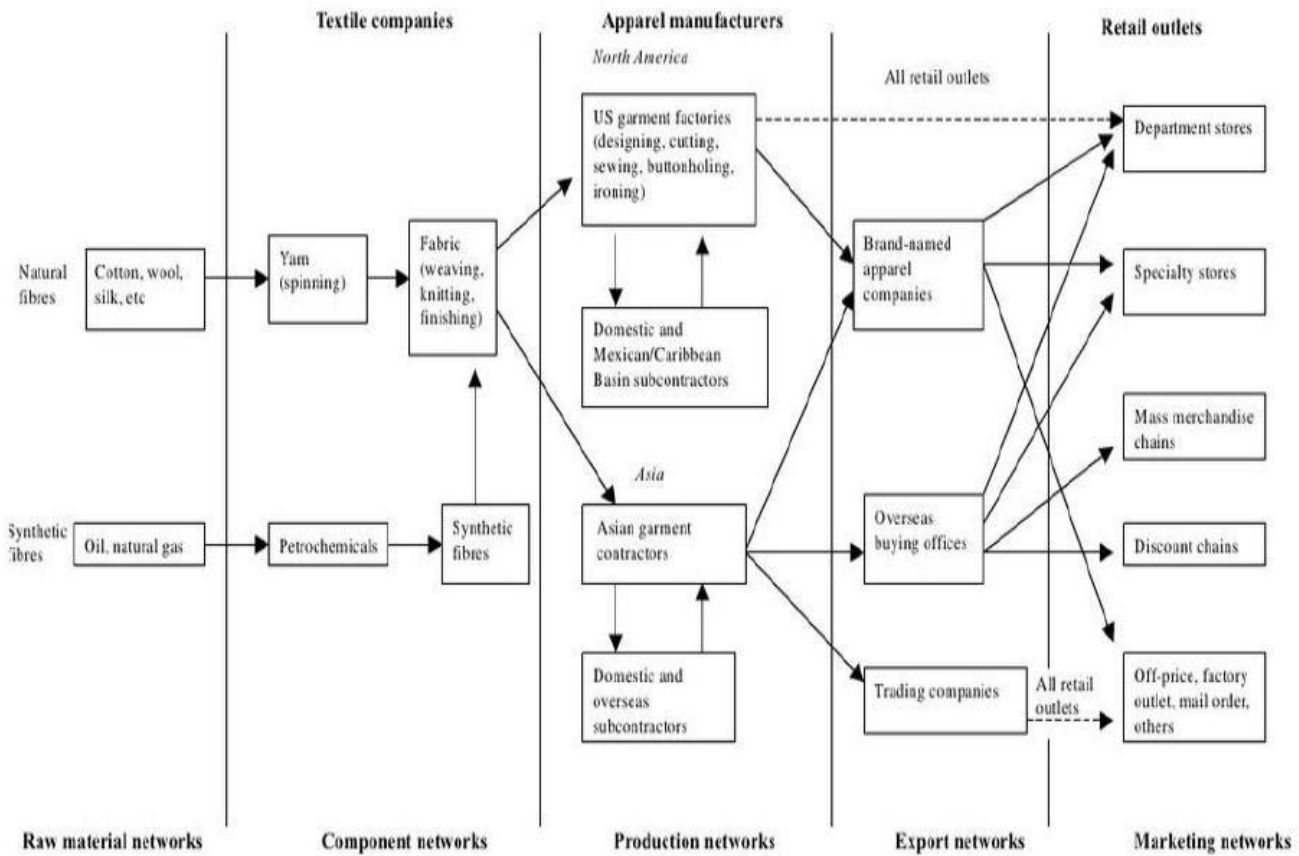 Textile companies
Apparel manufacturers
Retail outlets
North America
All retail outlets
US garment factories
(designing, cutting,
sewing, buttonholing,
ironing)
Department stores
Natural
fibres
Cotton, wool,
silk, etc
Yarn
(spinning)
Fabric
(weaving,
knitting,
finishing)
Brand-named
apparel
companies
Specialty stores
Domestic and
Mexican/Caribbean
Basin subcontractors
Mass merchandise
chains
Asia
Synthetic
fibres
Oil, natural gas
Petrochemicals
Synthetic
fibres
Asian garment
contractors
Overseas
buying offices
Discount chains
Domestic and
overseas
subcontractors
Trading companies
All retail
outlets
Off-price, factory
outlet, mail order,
others
Raw material networks
Component networks
Production networks
Export networks
Marketing networks